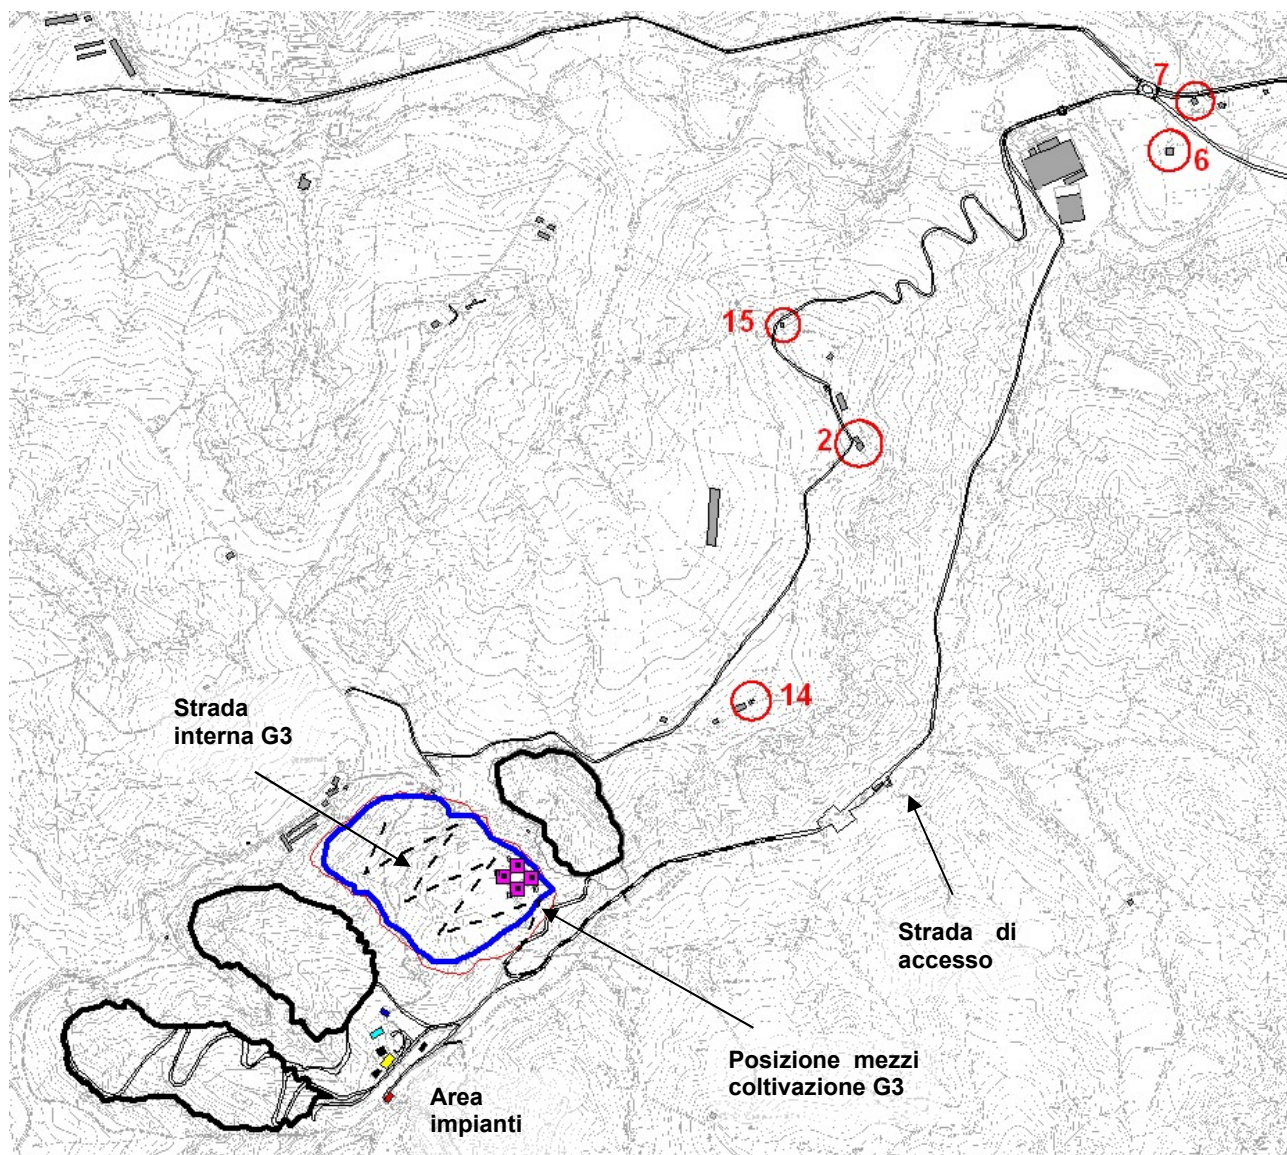 7
6
15
2
14
Strada
interna G3
Strada di
accesso
Posizione mezzi
coltivazione G3
Area
impianti